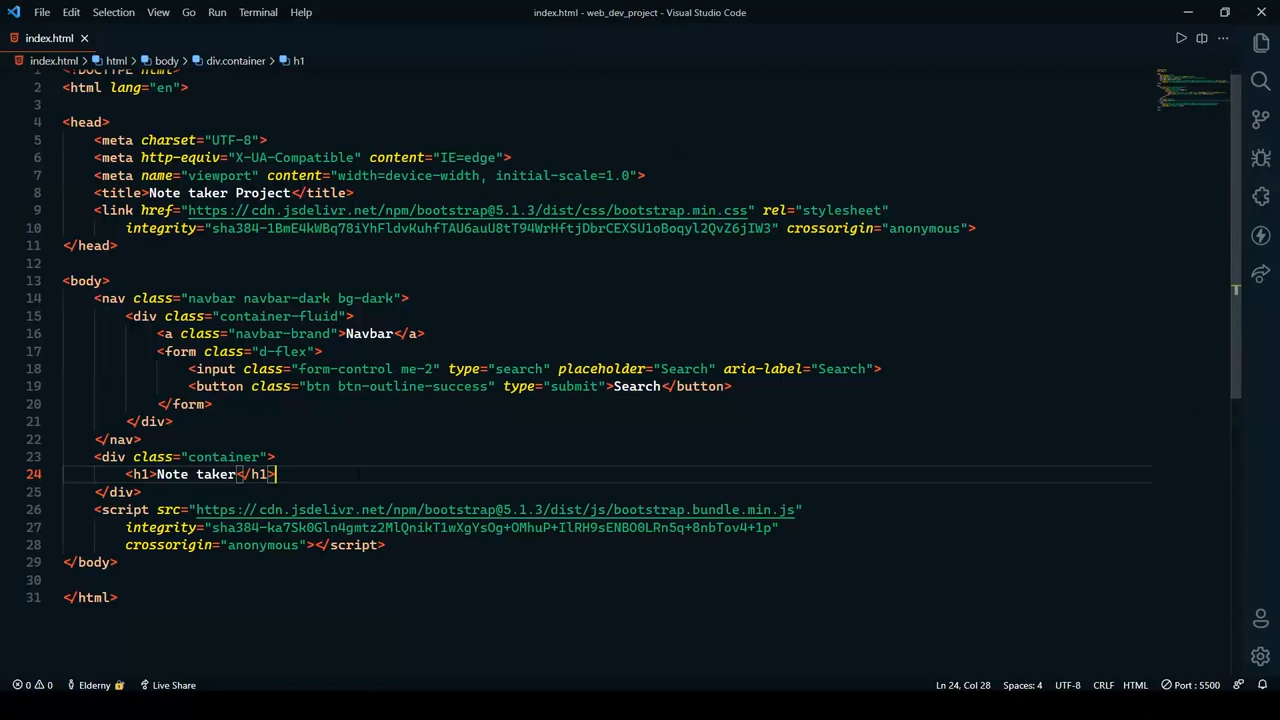 File Edit Selection View Go Run Terminal Help index.html - web_dev_project - Visual Studio Code
index.html
index.html > html > body > div.container > h1
1 <!DOCTYPE html>
2 <html lang="en">
3
4 <head>
5 <meta charset="UTF-8">
6 <meta http-equiv="X-UA-Compatible" content="IE=edge">
7 <meta name="viewport" content="width=device-width, initial-scale=1.0">
8 <title>Note taker Project</title>
9 <link href="https://cdn.jsdelivr.net/npm/bootstrap@5.1.3/dist/css/bootstrap.min.css" rel="stylesheet"
10 integrity="sha384-1BmE4kWBq78iYhFldvKuhfTAU6auU8tT94WrHftjDbrCEXSU1oBoqyl2QvZ6jIW3" crossorigin="anonymous">
11 </head>
12
13 <body>
14 <nav class="navbar navbar-dark bg-dark">
15 <div class="container-fluid">
16 <a class="navbar-brand">Navbar</a>
17 <form class="d-flex">
18 <input class="form-control me-2" type="search" placeholder="Search" aria-label="Search">
19 <button class="btn btn-outline-success" type="submit">Search</button>
20 </form>
21 </div>
22 </nav>
23 <div class="container">
24 <h1>Note taker</h1>
25 </div>
26 <script src="https://cdn.jsdelivr.net/npm/bootstrap@5.1.3/dist/js/bootstrap.bundle.min.js"
27 integrity="sha384-ka7Sk0Gln4gmtz2MlQnikT1wXgYsOg+OMhuP+IlRH9sENBO0LRn5q+8nbTov4+1p"
28 crossorigin="anonymous"></script>
29 </body>
30
31 </html>
0 0 Elderny Live Share Ln 24, Col 28 Spaces: 4 UTF-8 CRLF HTML Port : 5500